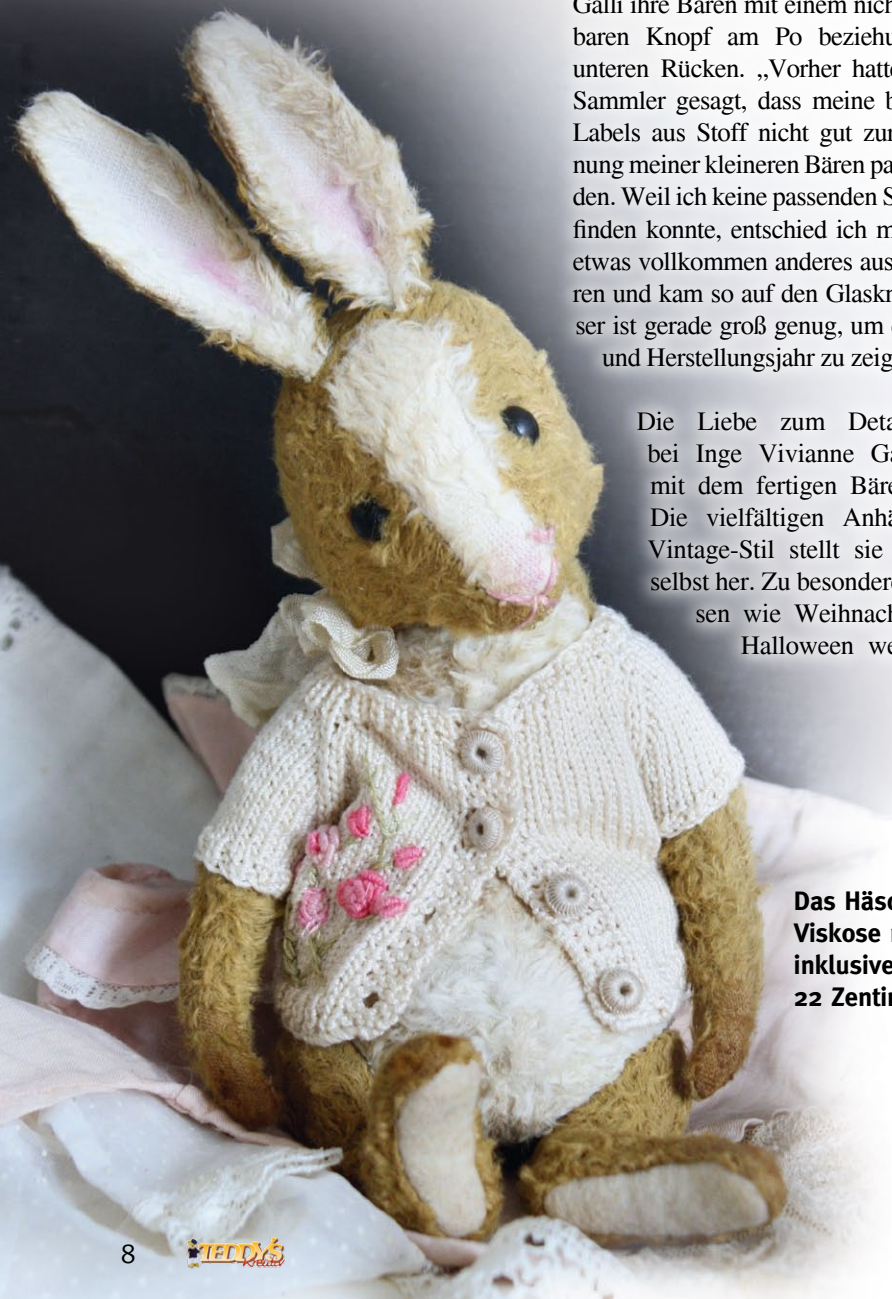 Galli ihre Bären mit einem nich
baren Knopf am Po beziehu
unteren Rücken. „Vorher hatte
Sammler gesagt, dass meine b
Labels aus Stoff nicht gut zur
nung meiner kleineren Bären pa
den. Weil ich keine passenden S
finden konnte, entschied ich m
etwas vollkommen anderes aus
ren und kam so auf den Glaskn
ser ist gerade groß genug, um
und Herstellungsjahr zu zeig
Die Liebe zum Deta
bei Inge Vivianne Ga
mit dem fertigen Bäre
Die vielfältigen Anhä
Vintage-Stil stellt sie
selbst her. Zu besondere
sen wie Weihnach
Halloween we
Das Häsc
Viskose
inklusive
22 Zentin
8 TEDDYS
Kreativ